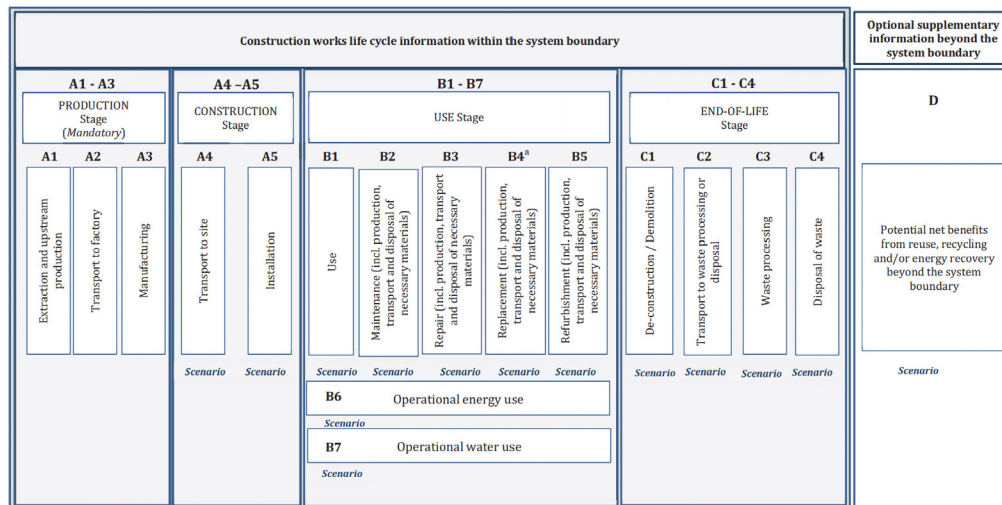 Construction works life cycle information within the system boundary
Optional supplementary
information beyond the
system boundary
A1 - A3
PRODUCTION
Stage
(Mandatory)
A4 –A5
CONSTRUCTION
Stage
B1 - B7
USE Stage
C1 - C4
END-OF-LIFE
Stage
D
A1
A2
A3
A4
A5
B1
B2
B3
B4a
B5
C1
C2
C3
C4
Extraction and upstream
production
Transport to factory
Manufacturing
Transport to site
Installation
Use
Maintenance (incl. production,
transport and disposal of
necessary materials)
Repair (incl. production, transport
and disposal of necessary
materials)
Replacement (incl. production,
transport and disposal of
necessary materials)
Refurbishment (incl. production,
transport and disposal of
necessary materials)
De-construction / Demolition
Transport to waste processing or
disposal
Waste processing
Disposal of waste
Potential net benefits
from reuse, recycling
and/or energy recovery
beyond the system
boundary
Scenario
Scenario
Scenario
Scenario
Scenario
Scenario
Scenario
Scenario
Scenario
Scenario
Scenario
Scenario
B6
Operational energy use
Scenario
B7
Operational water use
Scenario